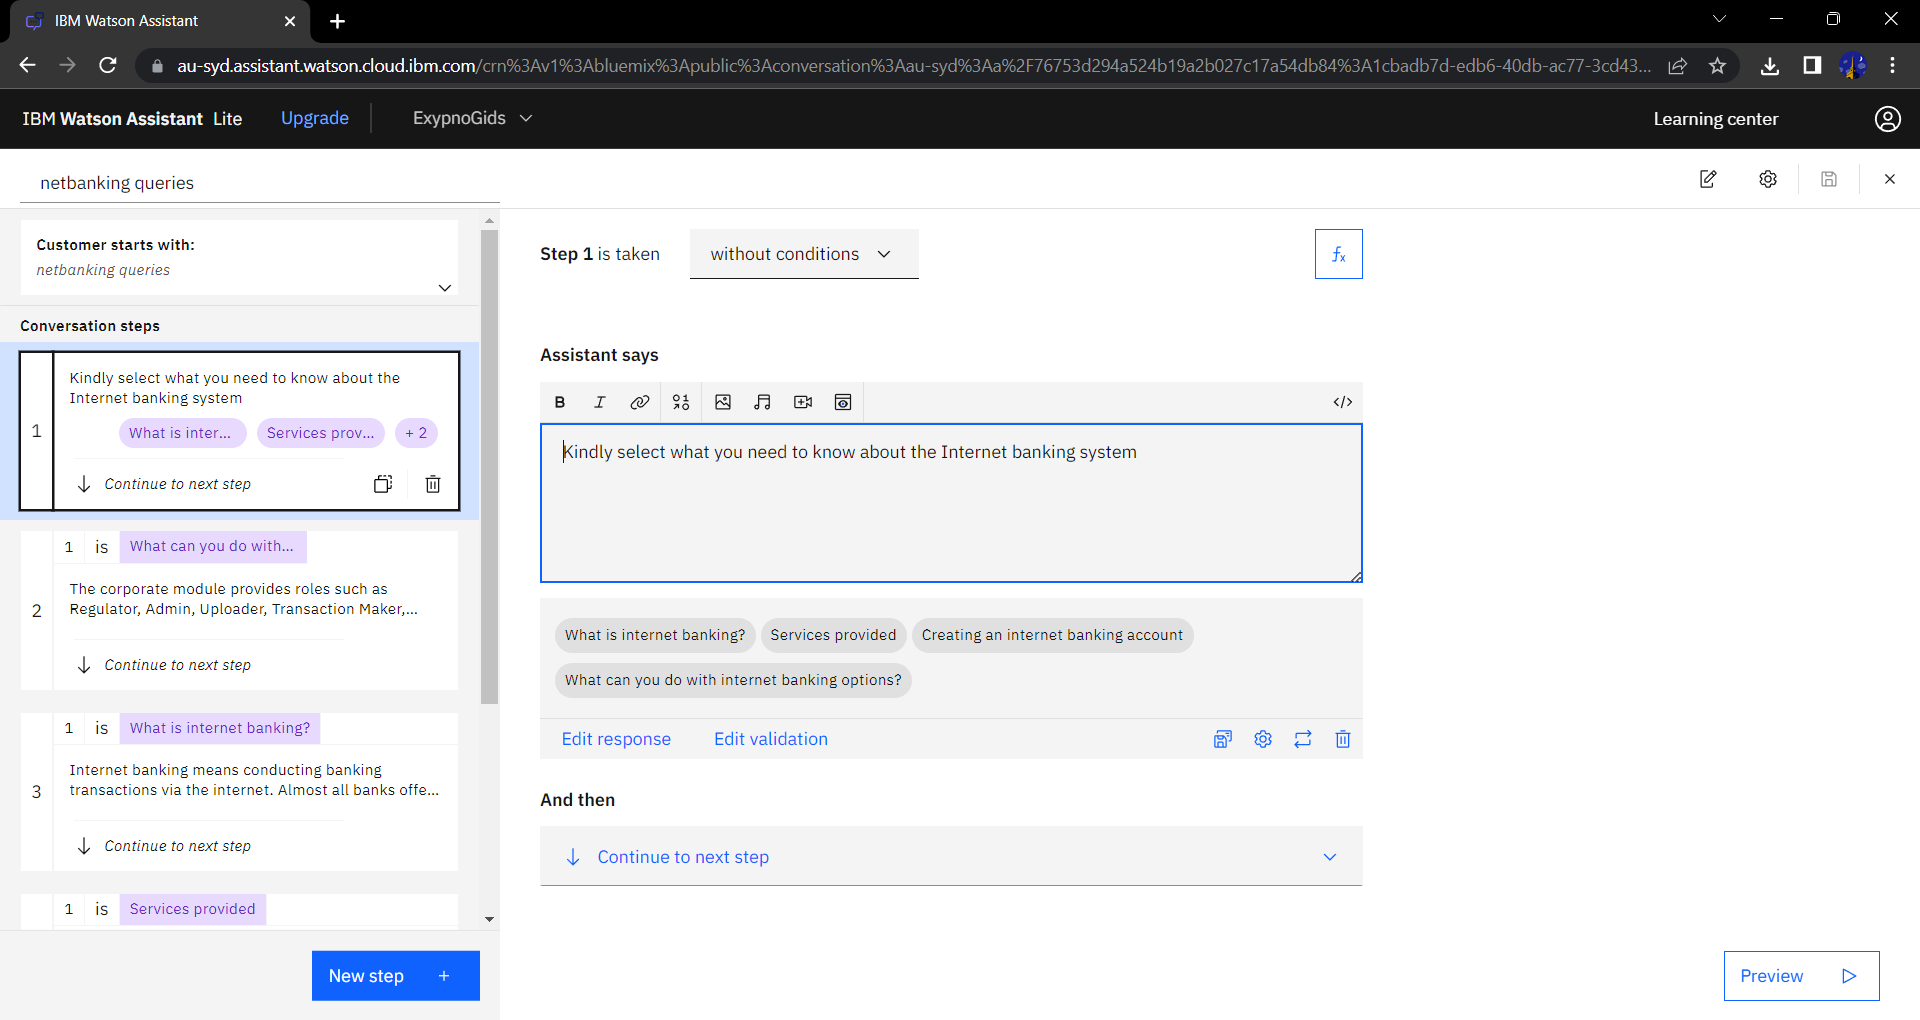 IBM Watson Assistant
au-syd.assistant.watson.cloud.ibm.com/crn%3Av1%3Abluemix%3Apublic%3Aconversation%3Aau-syd%3Aa%2F76753d294a524b19a2b027c17a54db84%3A1cbadb7d-edb6-40db-ac77-3cd43...
IBM Watson Assistant Lite
Upgrade
ExypnoGids
Learning center
netbanking queries
Customer starts with:
netbanking queries
Conversation steps
1
Kindly select what you need to know about the
Internet banking system
What is inter...
Services prov...
+ 2
Continue to next step
2
1 is What can you do with...
The corporate module provides roles such as
Regulator, Admin, Uploader, Transaction Maker,...
Continue to next step
3
1 is What is internet banking?
Internet banking means conducting banking
transactions via the internet. Almost all banks offe...
Continue to next step
1 is Services provided
New step +
Step 1 is taken
without conditions
fx
Assistant says
B I
</>
Kindly select what you need to know about the Internet banking system
What is internet banking?
Services provided
Creating an internet banking account
What can you do with internet banking options?
Edit response
Edit validation
And then
Continue to next step
Preview